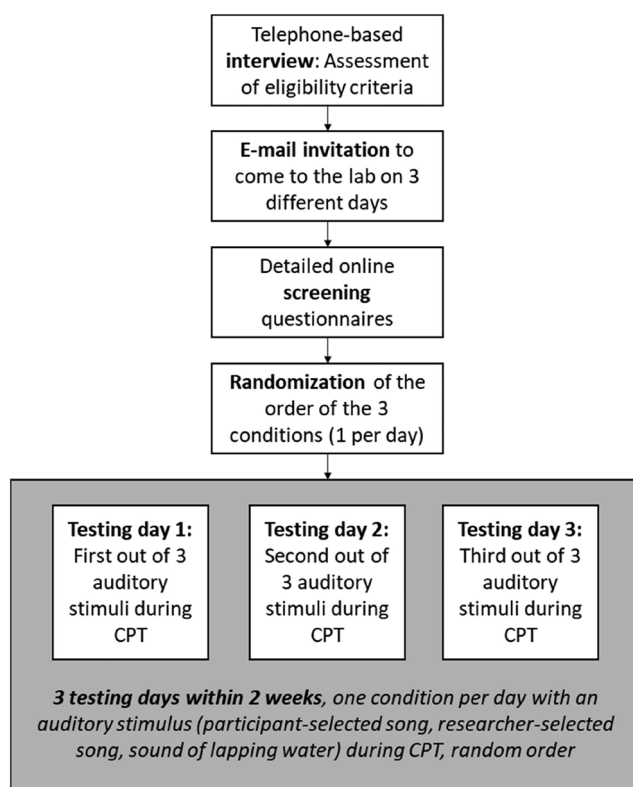 Telephone-based
interview: Assessment
of eligibility criteria
E-mail invitation to
come to the lab on 3
different days
Detailed online
screening
questionnaires
Randomization of the
order of the 3
conditions (1 per day)
Testing day 1:
First out of 3
auditory
stimuli during
CPT
Testing day 2:
Second out of
3 auditory
stimuli during
CPT
Testing day 3:
Third out of 3
auditory
stimuli during
CPT
3 testing days within 2 weeks, one condition per day with an
auditory stimulus (participant-selected song, researcher-selected
song, sound of lapping water) during CPT, random order